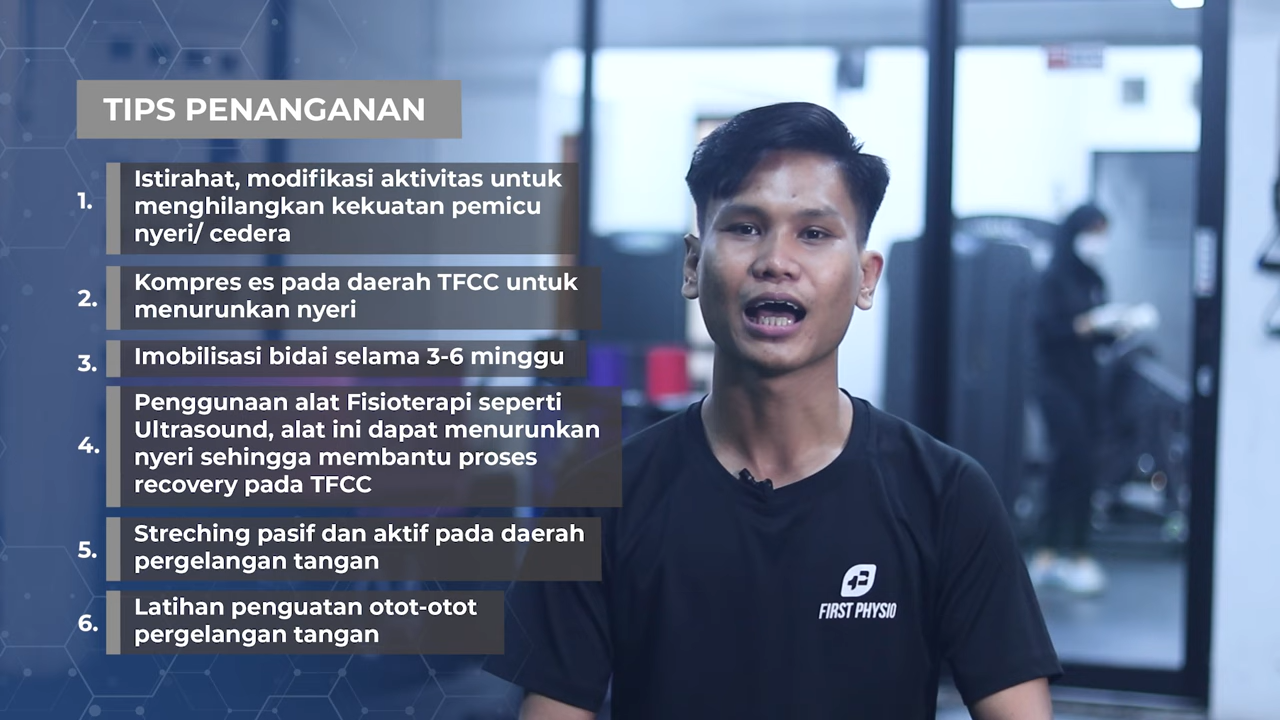 TIPS PENANGANAN
1. Istirahat, modifikasi aktivitas untuk
menghilangkan kekuatan pemicu
nyeri/ cedera
2. Kompres es pada daerah TFCC untuk
menurunkan nyeri
3. Imobilisasi bidai selama 3-6 minggu
4. Penggunaan alat Fisioterapi seperti
Ultrasound, alat ini dapat menurunkan
nyeri sehingga membantu proses
recovery pada TFCC
5. Streching pasif dan aktif pada daerah
pergelangan tangan
6. Latihan penguatan otot-otot
pergelangan tangan
FIRST PHYSIO